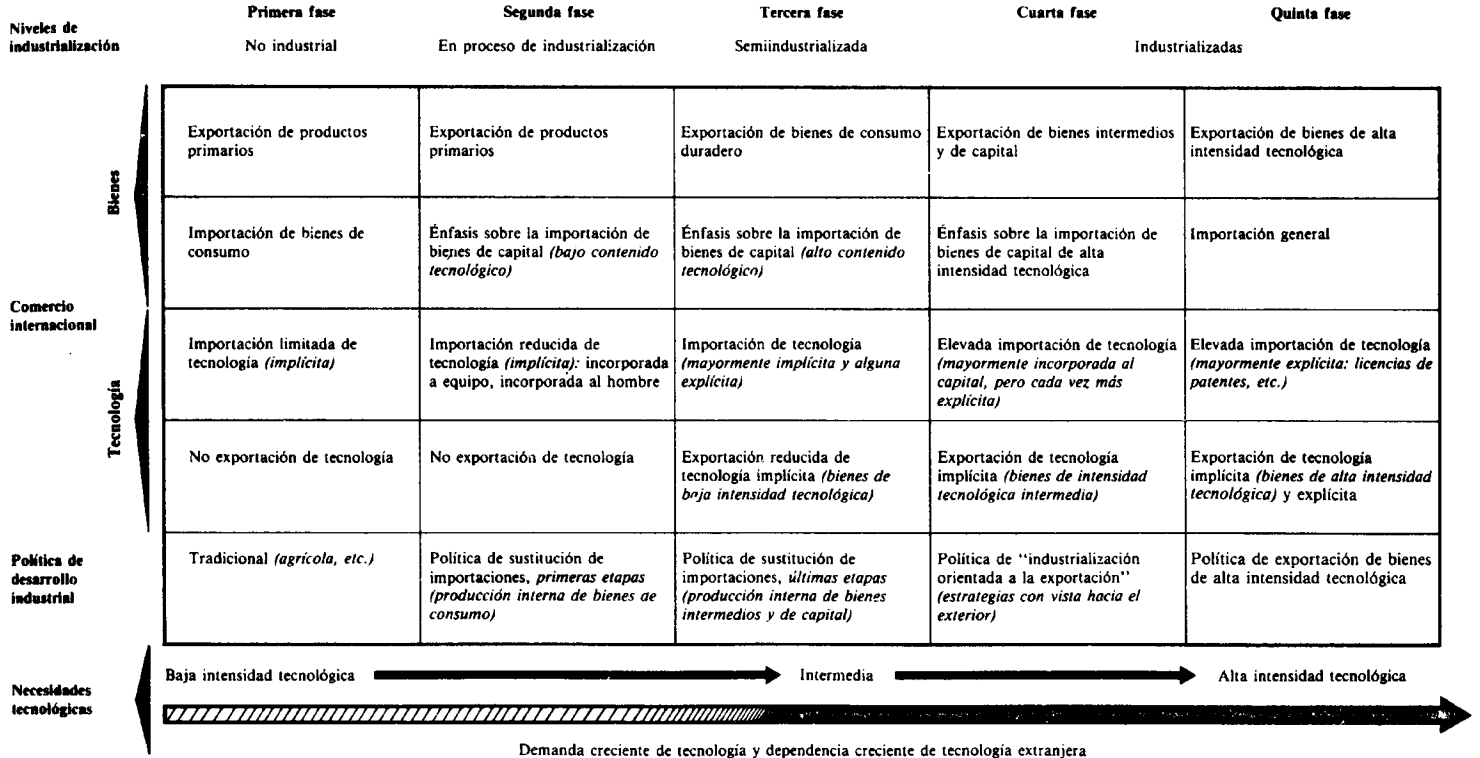 Primera fase
Segunda fase
Tercera fase
Cuarta fase
Quinta fase
Niveles de
industrialización
No industrial
En proceso de industrialización
Semiindustrializada
Industrializadas
Bienes
Exportación de productos
primarios
Exportación de productos
primarios
Exportación de bienes de consumo
duradero
Exportación de bienes intermedios
y de capital
Exportación de bienes de alta
intensidad tecnológica
Importación de bienes de
consumo
Énfasis sobre la importación de
bienes de capital (bajo contenido
tecnológico)
Énfasis sobre la importación de
bienes de capital (alto contenido
tecnológico)
Énfasis sobre la importación de
bienes de capital de alta
intensidad tecnológica
Importación general
Comercio
internacional
Tecnología
Importación limitada de
tecnología (implícita)
Importación reducida de
tecnología (implícita): incorporada
a equipo, incorporada al hombre
Importación de tecnología
(mayormente implícita y alguna
explícita)
Elevada importación de tecnología
(mayormente incorporada al
capital, pero cada vez más
explícita)
Elevada importación de tecnología
(mayormente explícita: licencias de
patentes, etc.)
No exportación de tecnología
No exportación de tecnología
Exportación reducida de
tecnología implícita (bienes de
baja intensidad tecnológica)
Exportación de tecnología
implícita (bienes de intensidad
tecnológica intermedia)
Exportación de tecnología
implícita (bienes de alta intensidad
tecnológica) y explícita
Política de
desarrollo
industrial
Tradicional (agrícola, etc.)
Política de sustitución de
importaciones, primeras etapas
(producción interna de bienes de
consumo)
Política de sustitución de
importaciones, últimas etapas
(producción interna de bienes
intermedios y de capital)
Política de "industrialización
orientada a la exportación"
(estrategias con vista hacia el
exterior)
Política de exportación de bienes
de alta intensidad tecnológica
Necesidades
tecnológicas
Baja intensidad tecnológica
Intermedia
Alta intensidad tecnológica
Demanda creciente de tecnología y dependencia creciente de tecnología extranjera